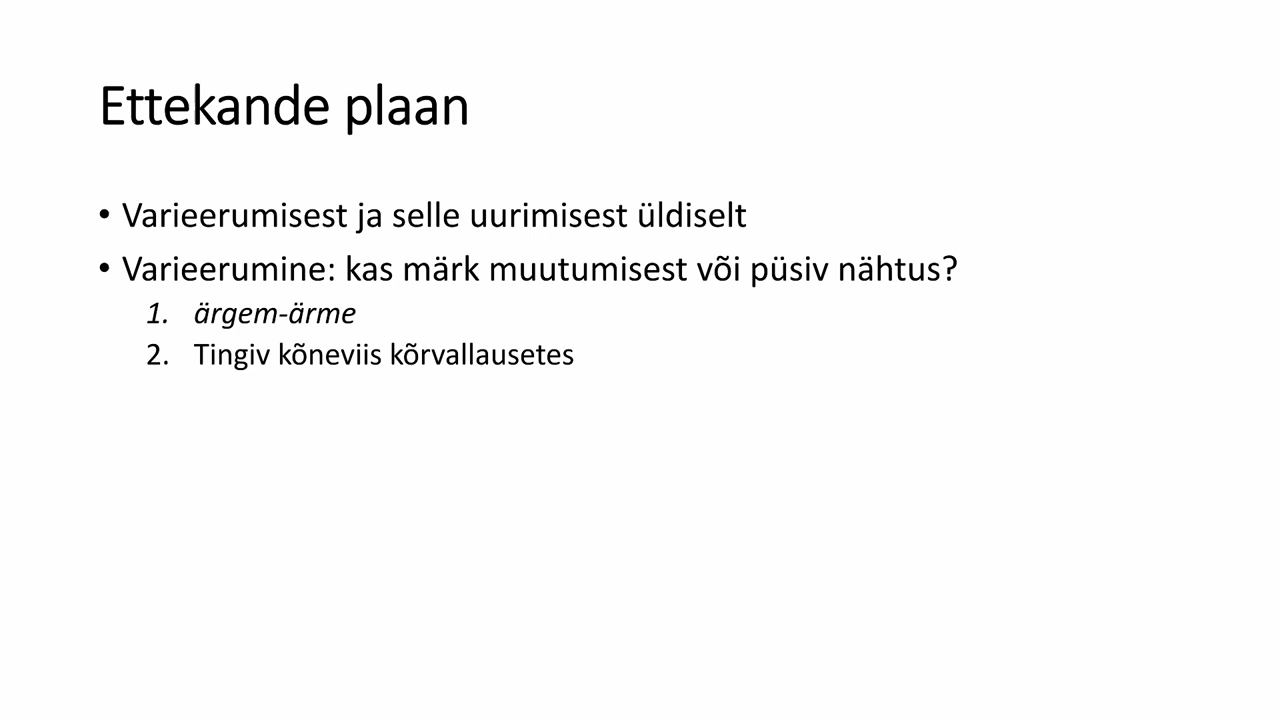 Ettekande plaan
• Varieerumisest ja selle uurimisest üldiselt
• Varieerumine: kas märk muutumisest või püsiv nähtus?
1. ärgem-ärme
2. Tingiv kõneviis kõrvallausetes